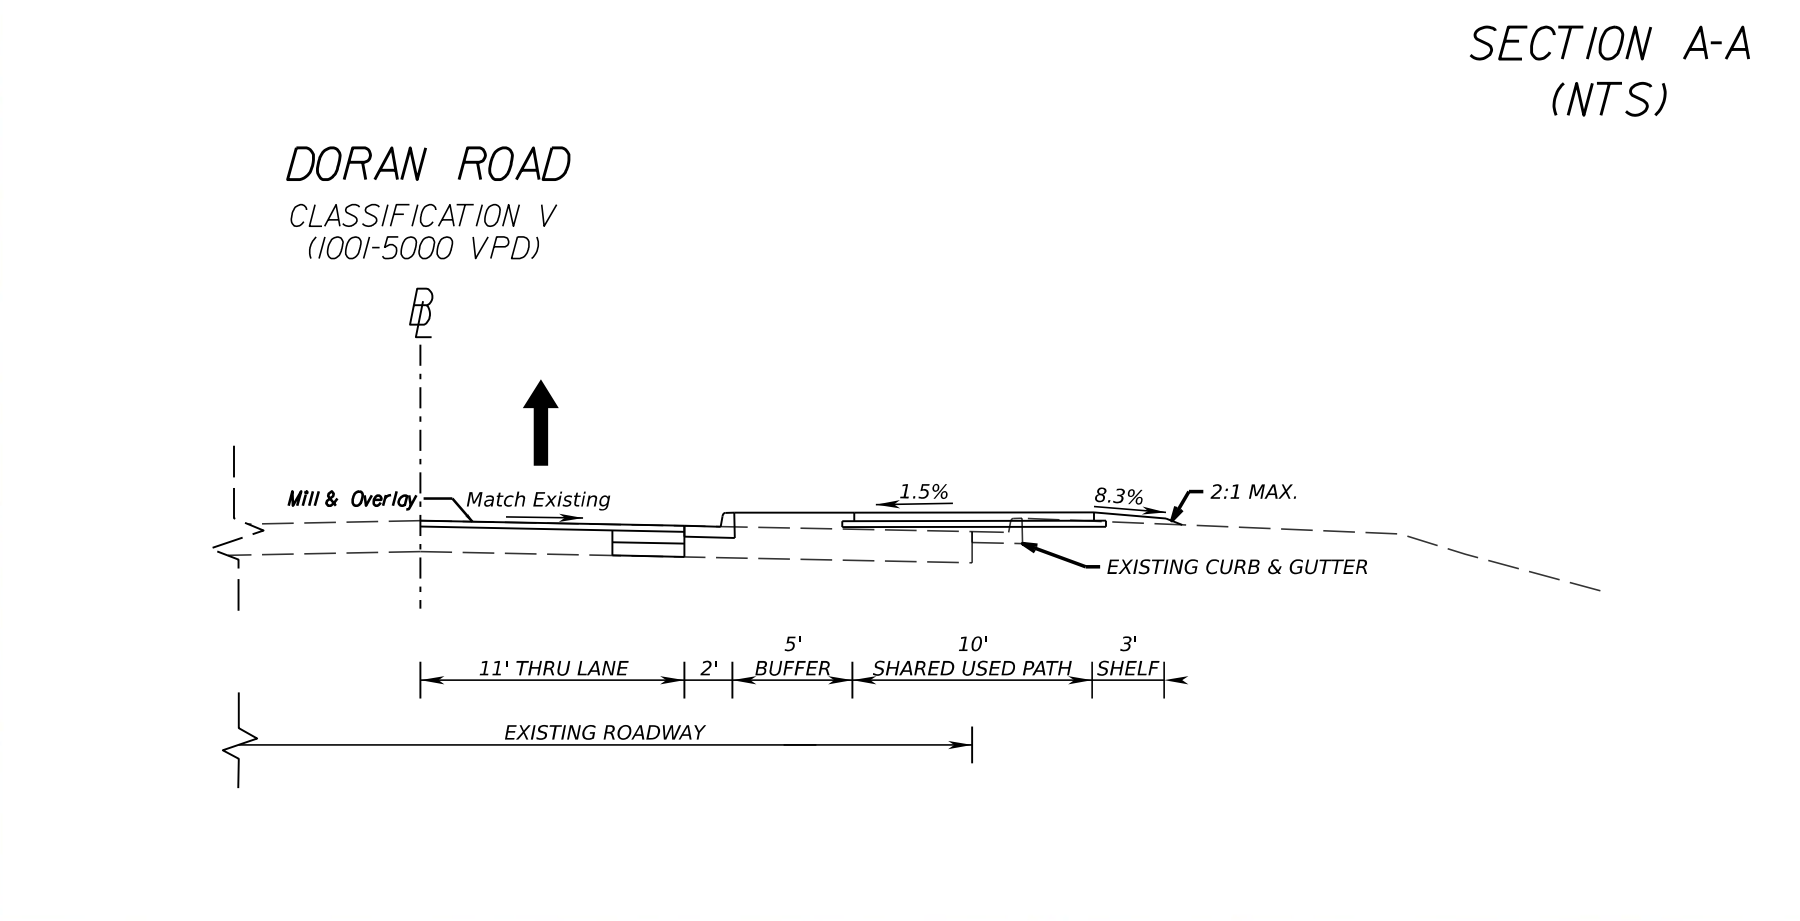 SECTION A-A
(NTS)
DORAN ROAD
CLASSIFICATION V
(1001-5000 VPD)
BL
Mill & Overlay
Match Existing
1.5%
8.3%
2:1 MAX.
EXISTING CURB & GUTTER
11' THRU LANE
2'
5'
BUFFER
10'
SHARED USED PATH
3'
SHELF
EXISTING ROADWAY